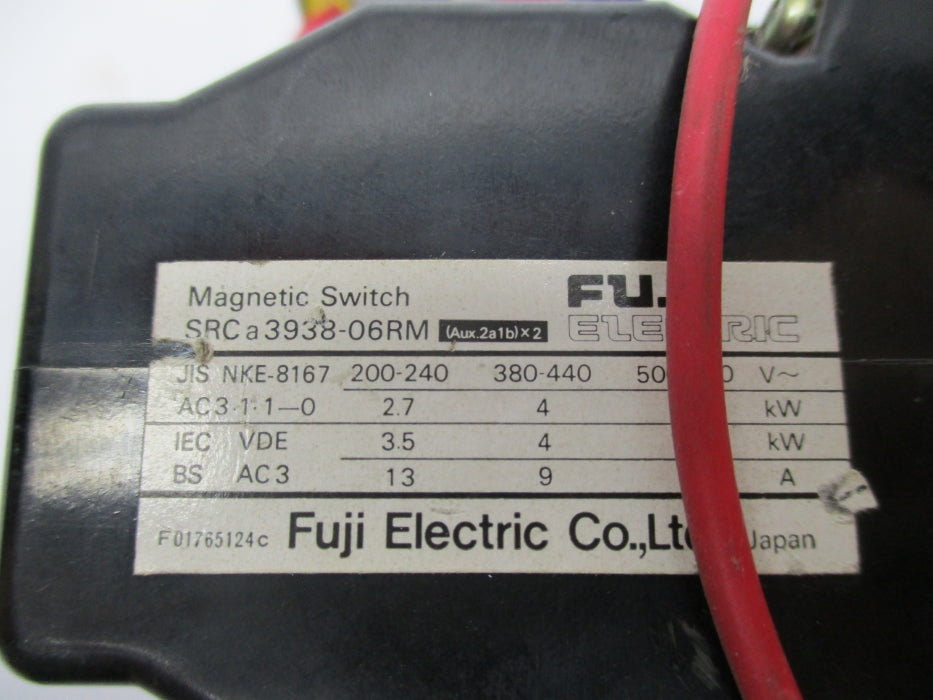 Magnetic Switch
SRCa3938-06RM (Aux.2a1b)×2
JIS NKE-8167 200-240 380-440 V~
AC3·1·1—0 2.7 4 kW
IEC VDE 3.5 4 kW
BS AC3 13 9 A
F01765124c Fuji Electric Co., Japan